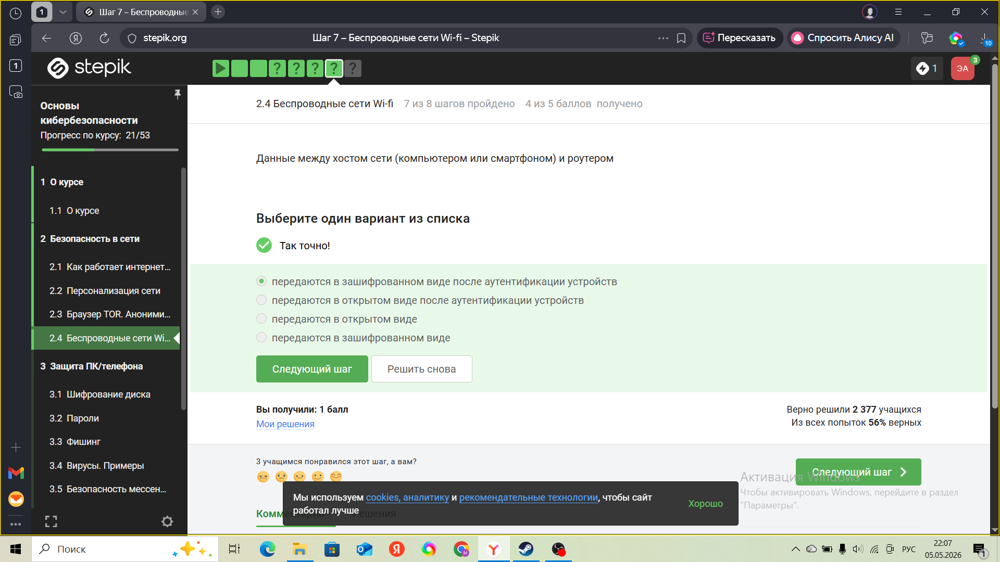 1
Шаг 7 – Беспроводные
stepik.org
Шаг 7 – Беспроводные сети Wi-fi – Stepik
Пересказать
Спросить Алису AI
10
1
stepik
? ? ? ? ?
1
ЭА
3
Основы
кибербезопасности
Прогресс по курсу: 21/53
1 О курсе
1.1 О курсе
2 Безопасность в сети
2.1 Как работает интернет...
2.2 Персонализация сети
2.3 Браузер TOR. Аноними...
2.4 Беспроводные сети Wi...
3 Защита ПК/телефона
3.1 Шифрование диска
3.2 Пароли
3.3 Фишинг
3.4 Вирусы. Примеры
3.5 Безопасность мессен...
2.4 Беспроводные сети Wi-fi 7 из 8 шагов пройдено 4 из 5 баллов получено
Данные между хостом сети (компьютером или смартфоном) и роутером
Выберите один вариант из списка
Так точно!
передаются в зашифрованном виде после аутентификации устройств
передаются в открытом виде после аутентификации устройств
передаются в открытом виде
передаются в зашифрованном виде
Следующий шаг
Решить снова
Вы получили: 1 балл
Мои решения
Верно решили 2 377 учащихся
Из всех попыток 56% верных
3 учащимся понравился этот шаг, а вам?
Следующий шаг
Активация Windows
Чтобы активировать Windows, перейдите в раздел
"Параметры".
Мы используем cookies, аналитику и рекомендательные технологии, чтобы сайт
работал лучше
Хорошо
Комментарии
Решения
Поиск
РУС
22:07
05.05.2026
1